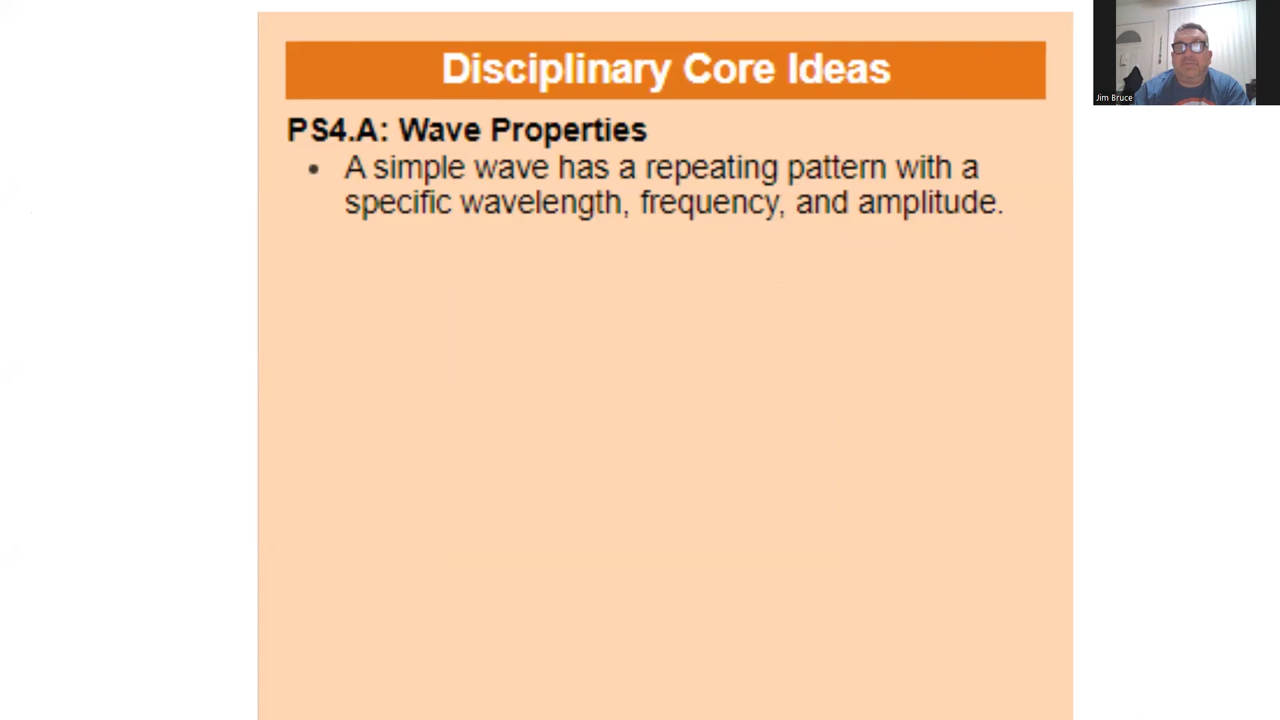 Disciplinary Core Ideas
PS4.A: Wave Properties
• A simple wave has a repeating pattern with a
specific wavelength, frequency, and amplitude.
Jim Bruce